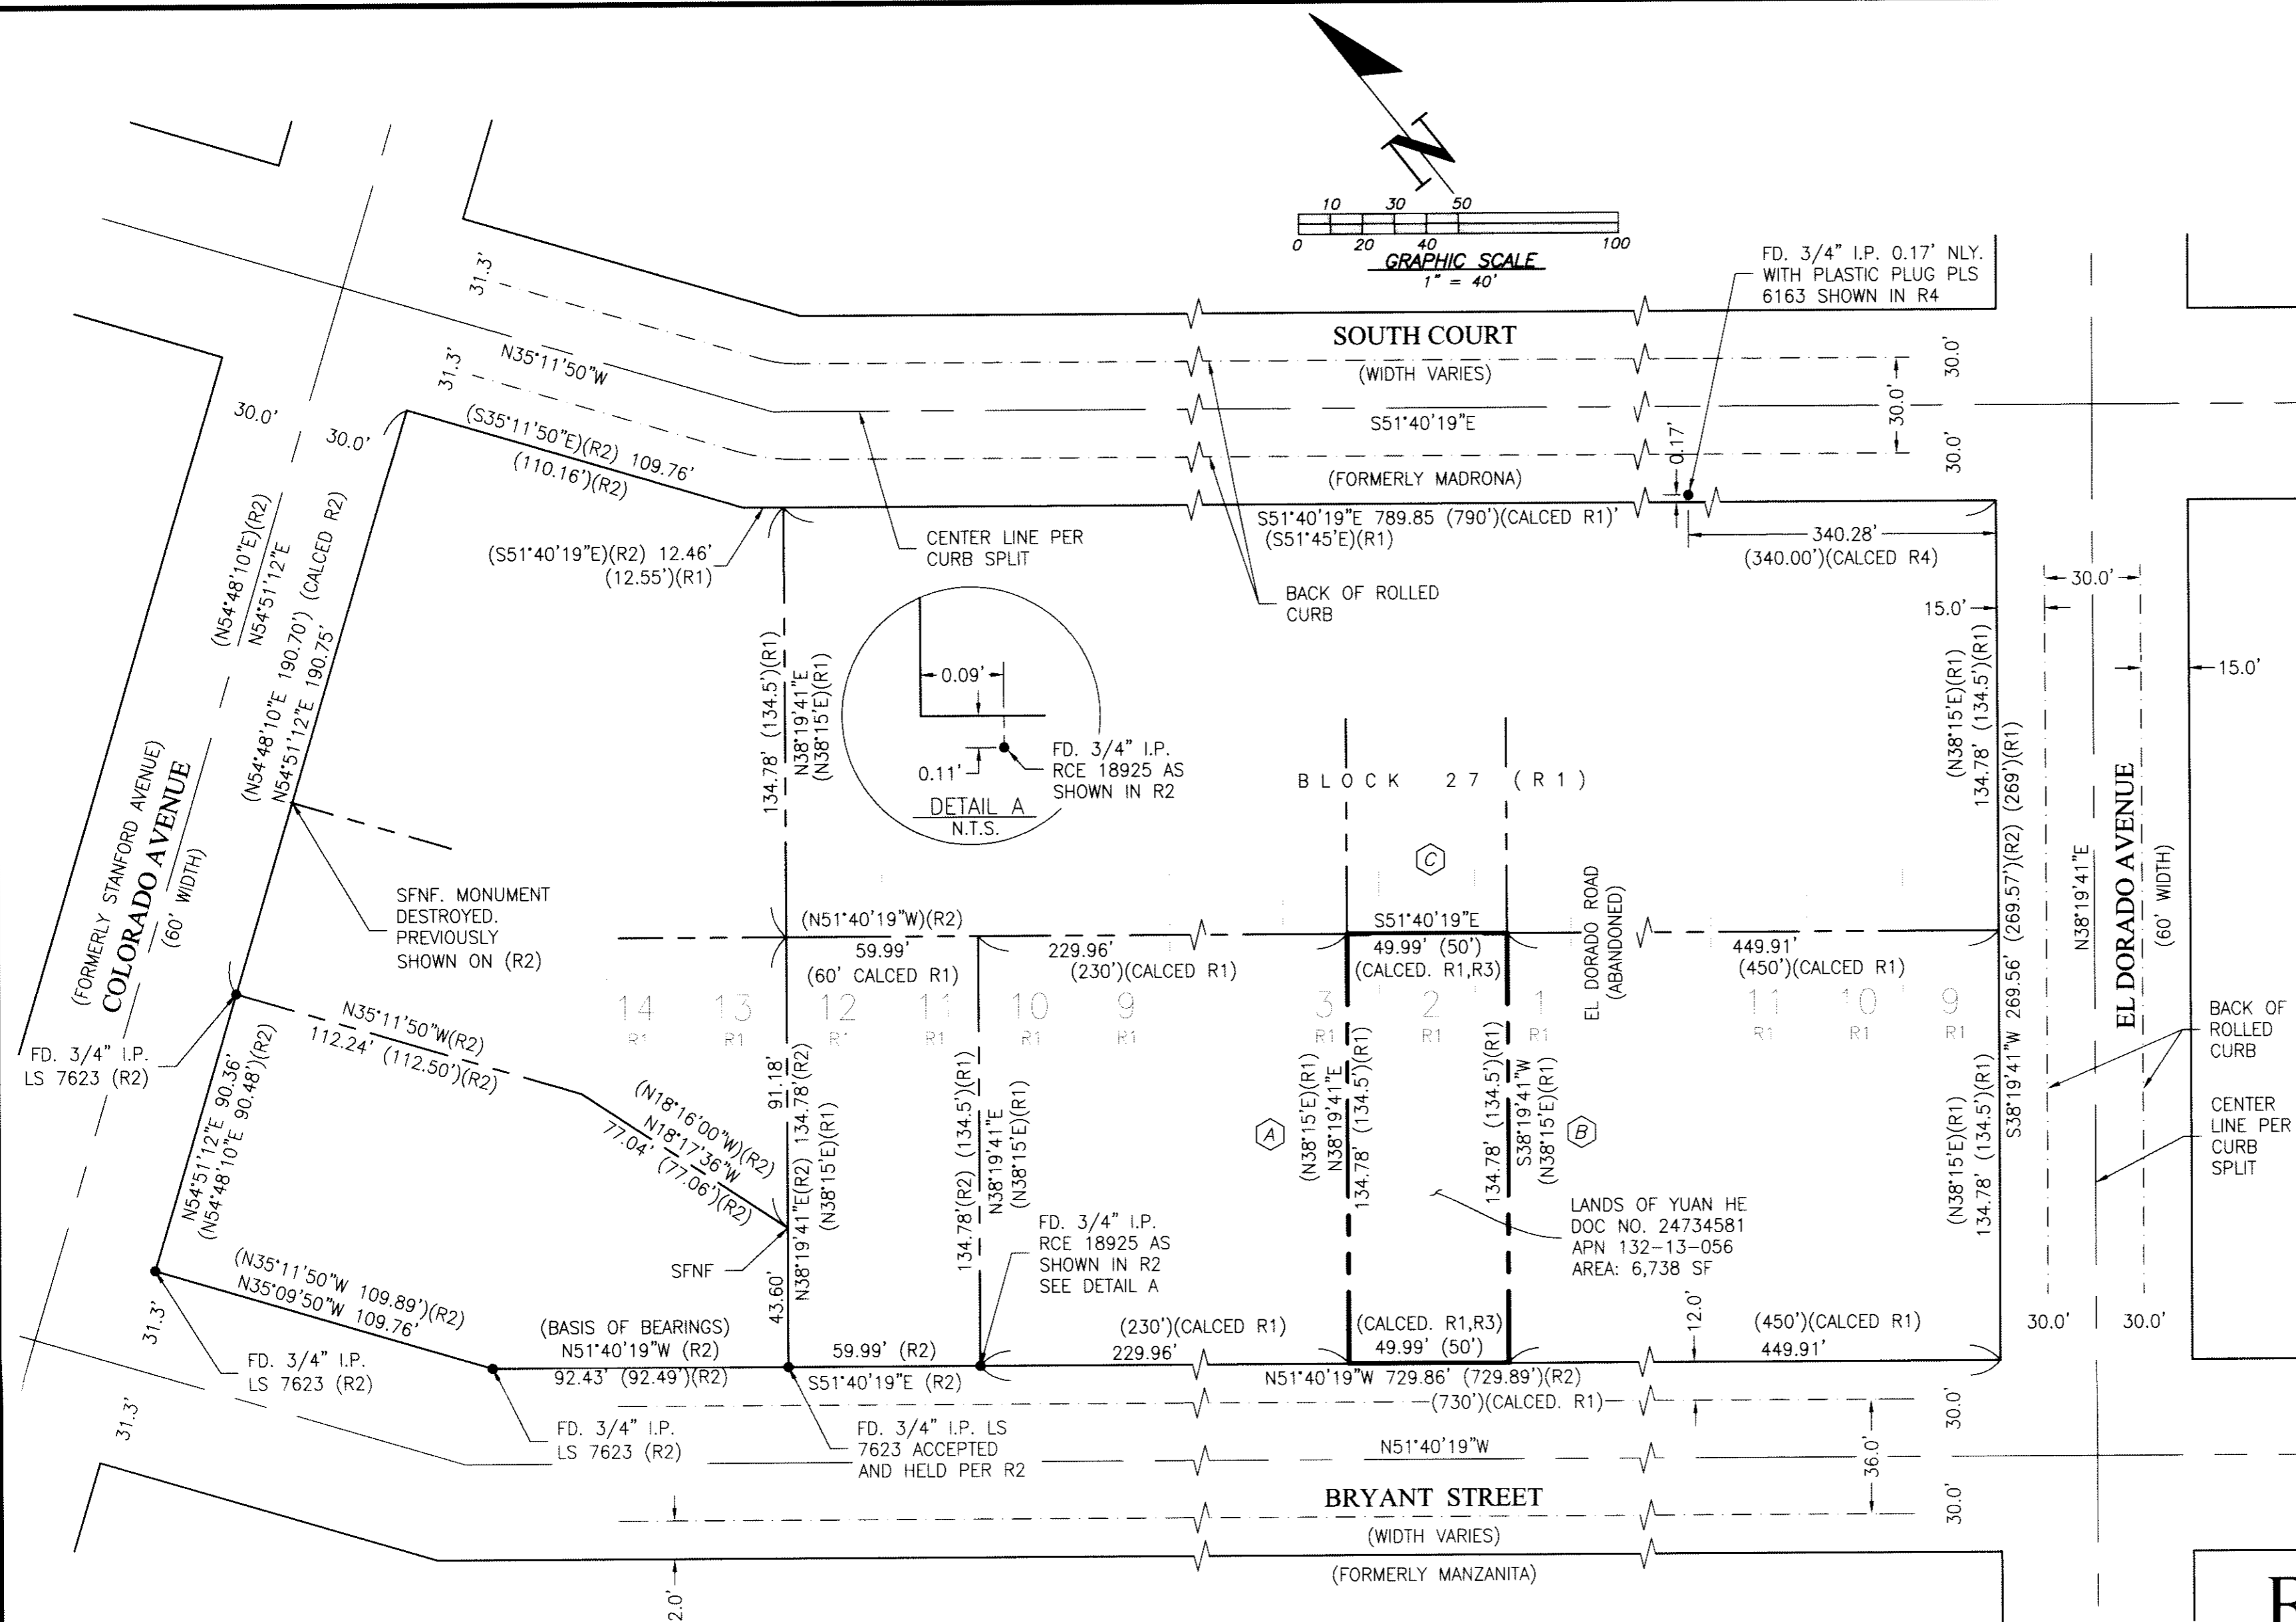 N
10 30 50
0 20 40 100
GRAPHIC SCALE
1" = 40'
FD. 3/4" I.P. 0.17' NLY.
WITH PLASTIC PLUG PLS
6163 SHOWN IN R4
SOUTH COURT
(WIDTH VARIES)
S51°40'19"E
(FORMERLY MADRONA)
31.3'
31.3'
N35°11'50"W
30.0'
30.0'
(S35°11'50"E)(R2) 109.76'
(110.16')(R2)
30.0'
30.0'
30.0'
0.17'
S51°40'19"E 789.85 (790')(CALCED R1)'
(S51°45'E)(R1)
340.28'
(340.00')(CALCED R4)
(S51°40'19"E)(R2) 12.46'
(12.55')(R1)
CENTER LINE PER
CURB SPLIT
BACK OF ROLLED
CURB
30.0'
15.0'
15.0'
(N54°48'10"E)(R2)
N54°51'12"E
(N54°48'10"E 190.70') (CALCED R2)
N54°51'12"E 190.75'
(FORMERLY STANFORD AVENUE)
COLORADO AVENUE
(60' WIDTH)
134.78' (134.5')(R1)
N38°19'41"E
(N38°15'E)(R1)
0.09'
0.11'
FD. 3/4" I.P.
RCE 18925 AS
SHOWN IN R2
DETAIL A
N.T.S.
BLOCK 27 (R1)
C
(N38°15'E)(R1)
134.78' (134.5')(R1)
S38°19'41"W 269.56' (269.57')(R2) (269')(R1)
N38°19'41"E
EL DORADO AVENUE
(60' WIDTH)
SFNF. MONUMENT
DESTROYED.
PREVIOUSLY
SHOWN ON (R2)
(N51°40'19"W)(R2)
59.99'
(60' CALCED R1)
229.96'
(230')(CALCED R1)
S51°40'19"E
49.99' (50')
(CALCED. R1,R3)
EL DORADO ROAD
(ABANDONED)
449.91'
(450')(CALCED R1)
14 13 12 11 10 9 3 2 1 11 10 9
R1 R1 R1 R1 R1 R1 R1 R1 R1 R1 R1 R1
BACK OF
ROLLED
CURB
CENTER
LINE PER
CURB
SPLIT
FD. 3/4" I.P.
LS 7623 (R2)
N35°11'50"W(R2)
112.24' (112.50')(R2)
N54°51'12"E 90.36'
(N54°48'10"E 90.48')(R2)
(N18°16'00"W)(R2)
N18°17'36"W
77.04' (77.06')(R2)
SFNF
91.18'
43.60'
N38°19'41"E(R2) 134.78'(R2)
(N38°15'E)(R1)
134.78'(R2) (134.5')(R1)
N38°19'41"E
(N38°15'E)(R1)
FD. 3/4" I.P.
RCE 18925 AS
SHOWN IN R2
SEE DETAIL A
A
(N38°15'E)(R1)
N38°19'41"E
134.78' (134.5')(R1)
134.78' (134.5')(R1)
S38°19'41"W
(N38°15'E)(R1)
B
LANDS OF YUAN HE
DOC NO. 24734581
APN 132-13-056
AREA: 6,738 SF
(N38°15'E)(R1)
134.78' (134.5')(R1)
(N35°11'50"W 109.89')(R2)
N35°09'50"W 109.76'
31.3'
31.3'
FD. 3/4" I.P.
LS 7623 (R2)
(BASIS OF BEARINGS)
N51°40'19"W (R2)
92.43' (92.49')(R2)
59.99' (R2)
S51°40'19"E (R2)
(230')(CALCED R1)
229.96'
(CALCED. R1,R3)
49.99' (50')
12.0'
(450')(CALCED R1)
449.91'
30.0' 30.0'
N51°40'19"W 729.86' (729.89')(R2)
(730')(CALCED. R1)
FD. 3/4" I.P.
LS 7623 (R2)
FD. 3/4" I.P. LS
7623 ACCEPTED
AND HELD PER R2
N51°40'19"W
36.0'
30.0'
30.0'
BRYANT STREET
(WIDTH VARIES)
(FORMERLY MANZANITA)
2.0'